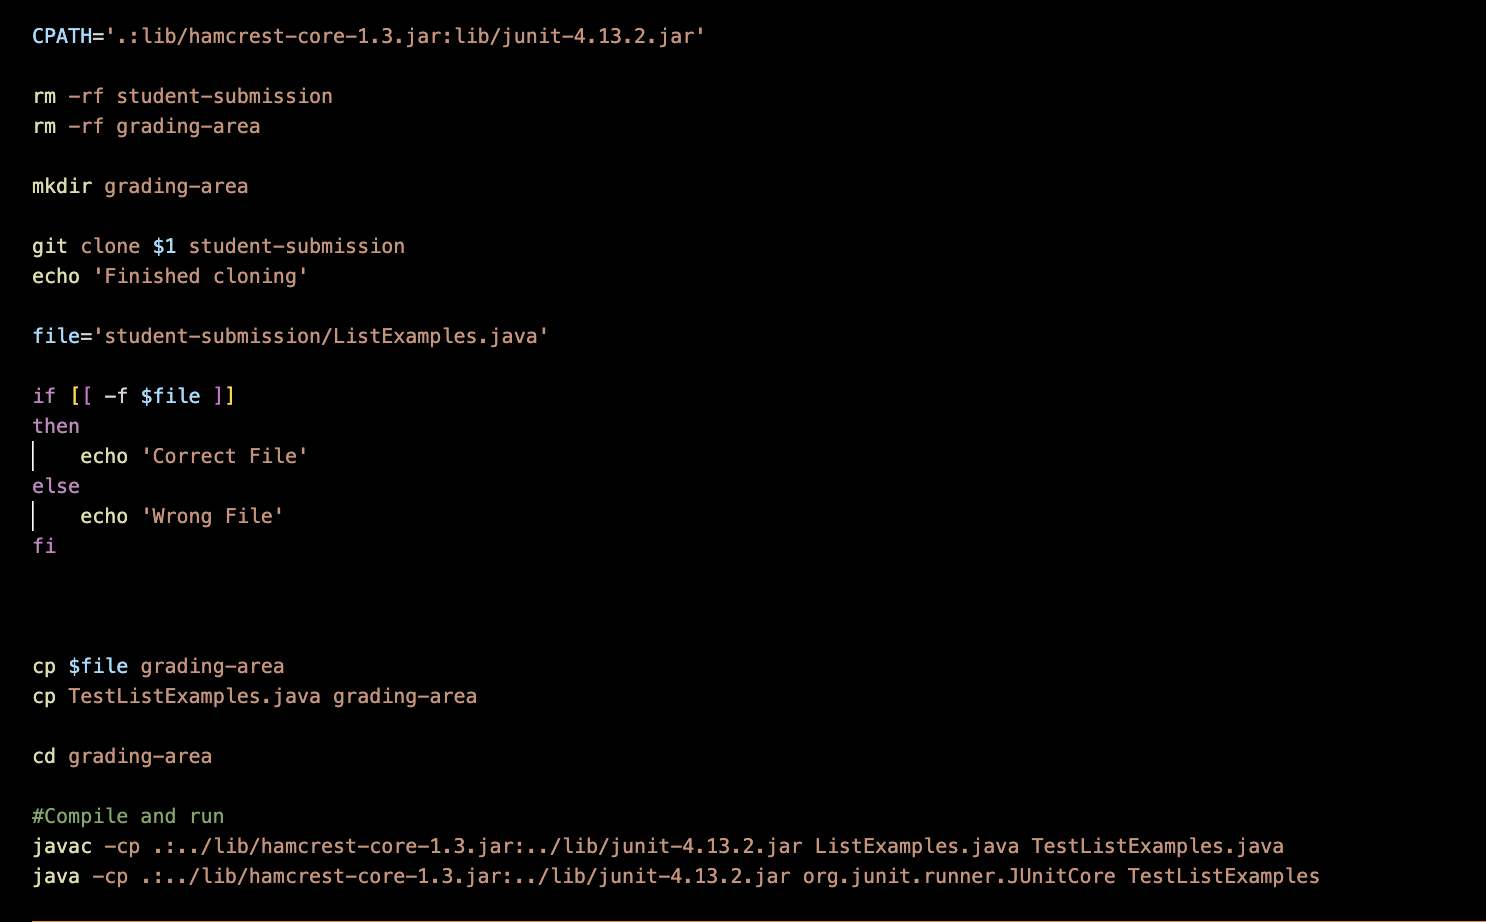 CPATH='.:lib/hamcrest-core-1.3.jar:lib/junit-4.13.2.jar'
rm -rf student-submission
rm -rf grading-area
mkdir grading-area
git clone $1 student-submission
echo 'Finished cloning'
file='student-submission/ListExamples.java'
if [[ -f $file ]]
then
    echo 'Correct File'
else
    echo 'Wrong File'
fi
cp $file grading-area
cp TestListExamples.java grading-area
cd grading-area
#Compile and run
javac -cp .:../lib/hamcrest-core-1.3.jar:../lib/junit-4.13.2.jar ListExamples.java TestListExamples.java
java -cp .:../lib/hamcrest-core-1.3.jar:../lib/junit-4.13.2.jar org.junit.runner.JUnitCore TestListExamples